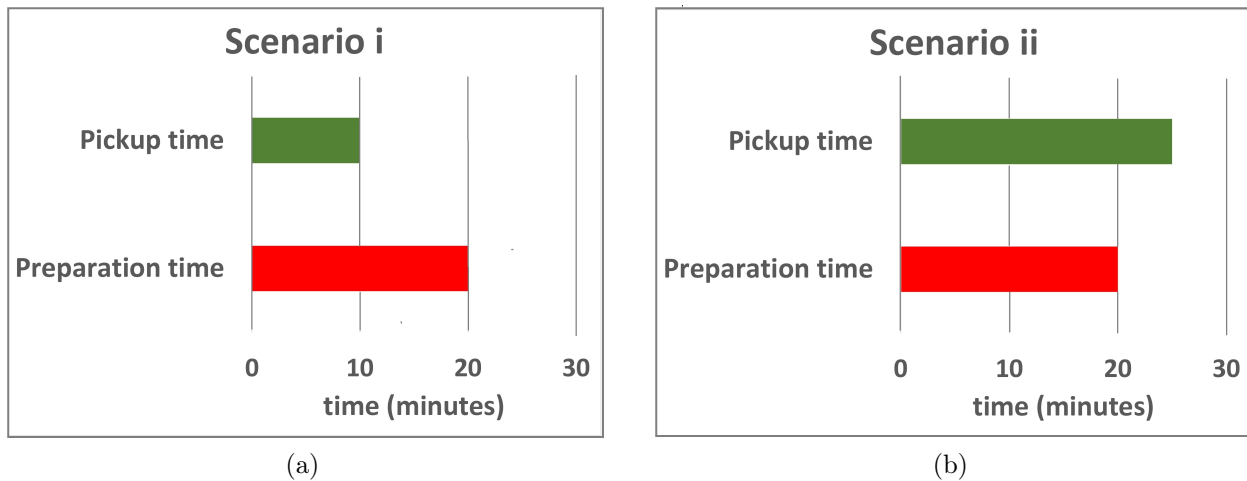 Scenario i
Pickup time
Preparation time
0 10 20 30
time (minutes)
(a)
Scenario ii
Pickup time
Preparation time
0 10 20 30
time (minutes)
(b)